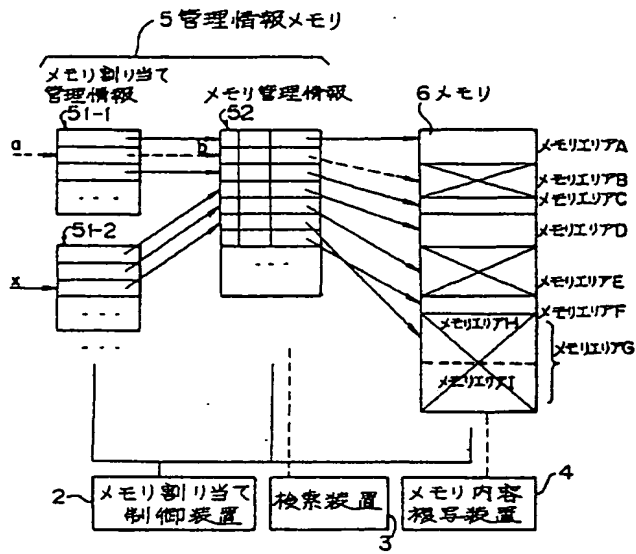 5 管理情報メモリ
メモリ割り当て
管理情報
51-1
メモリ管理情報
52
6 メモリ
a
b
メモリエリアA
メモリエリアB
メモリエリアC
メモリエリアD
メモリエリアE
メモリエリアF
メモリエリアG
メモリエリアH
メモリエリアI
51-2
x
2
メモリ割り当て
制御装置
検索装置
3
メモリ内容
複写装置
4